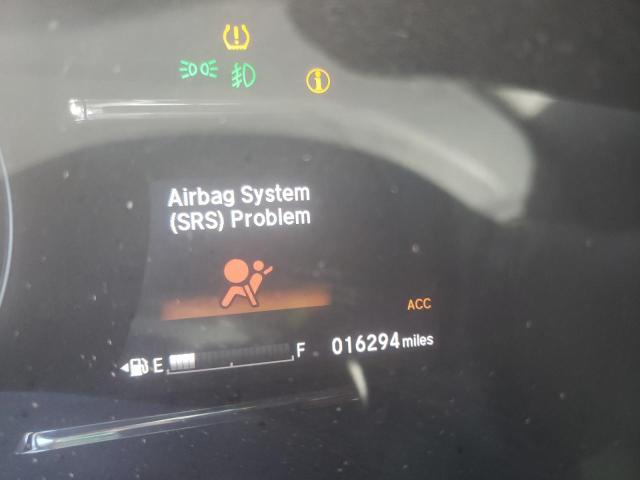 Airbag System
(SRS) Problem
ACC
E F 016294 miles